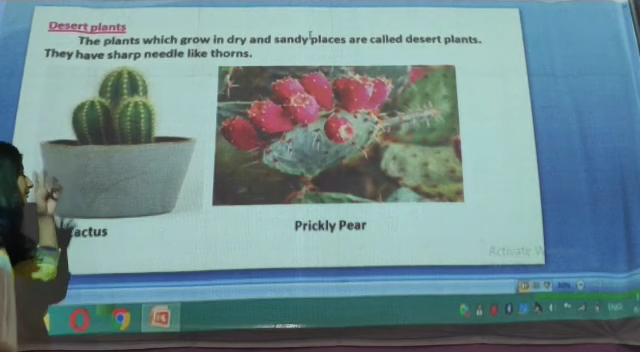 Desert plants
The plants which grow in dry and sandy places are called desert plants.
They have sharp needle like thorns.
actus
Prickly Pear
Activate W